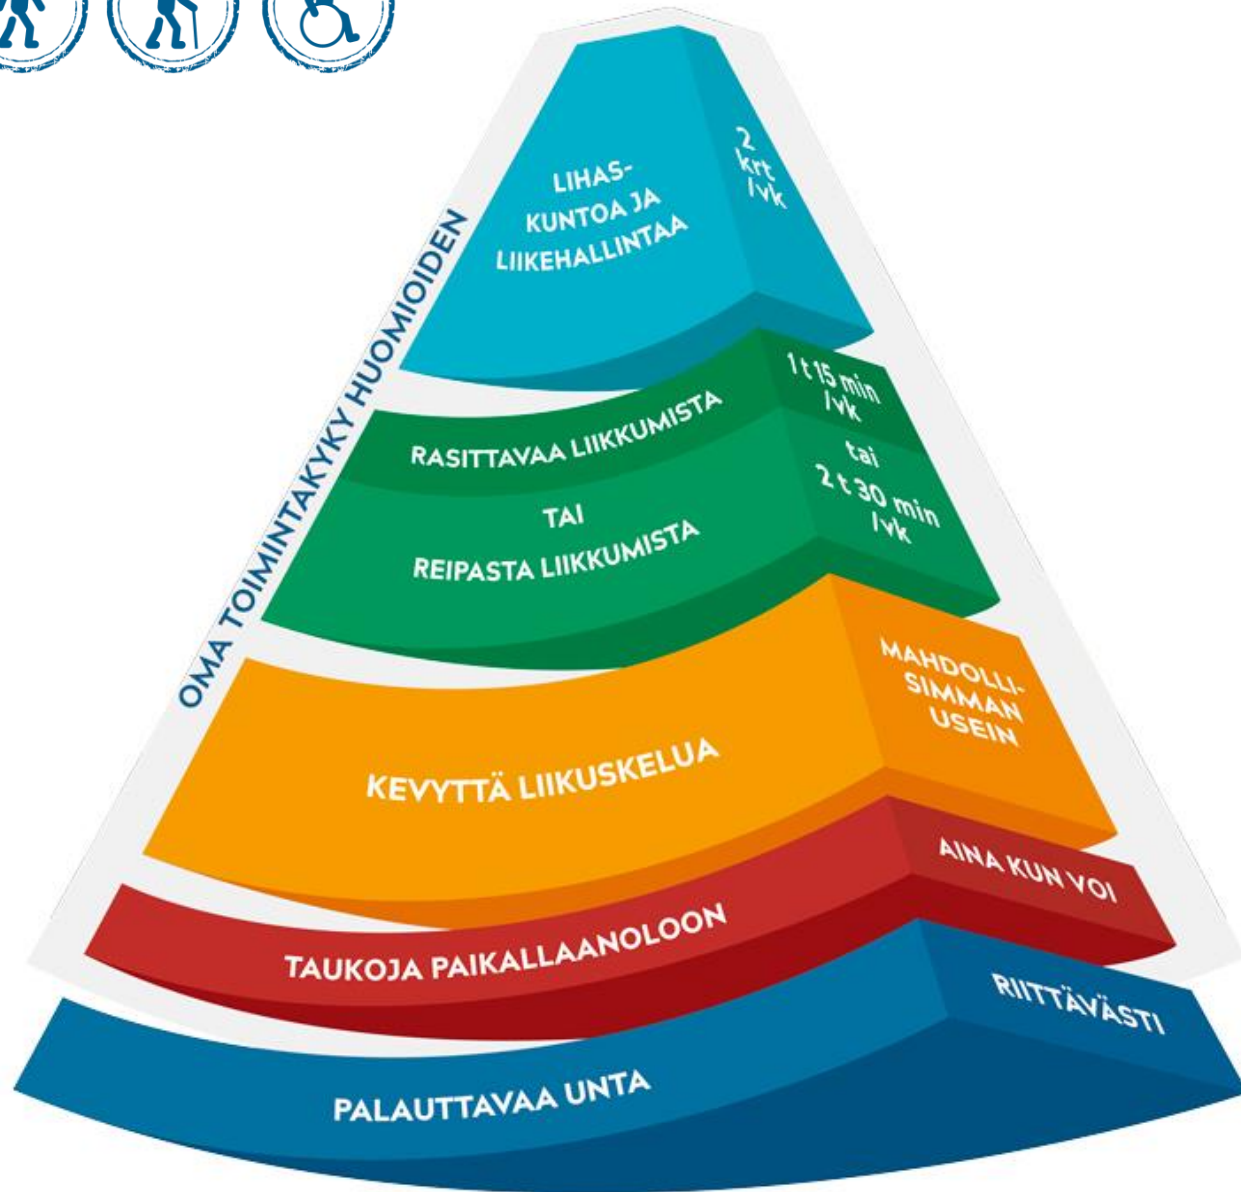 OMA TOIMINTAKYKY HUOMIOIDEN
LIHAS-
KUNTOA JA
LIIKEHALLINTAA
2
krt
/vk
RASITTAVAA LIIKKUMISTA
1 t 15 min
/vk
TAI
tai
REIPASTA LIIKKUMISTA
2 t 30 min
/vk
KEVYTTÄ LIIKUSKELUA
MAHDOLLI-
SIMMAN
USEIN
TAUKOJA PAIKALLAANOLOON
AINA KUN VOI
PALAUTTAVAA UNTA
RIITTÄVÄSTI